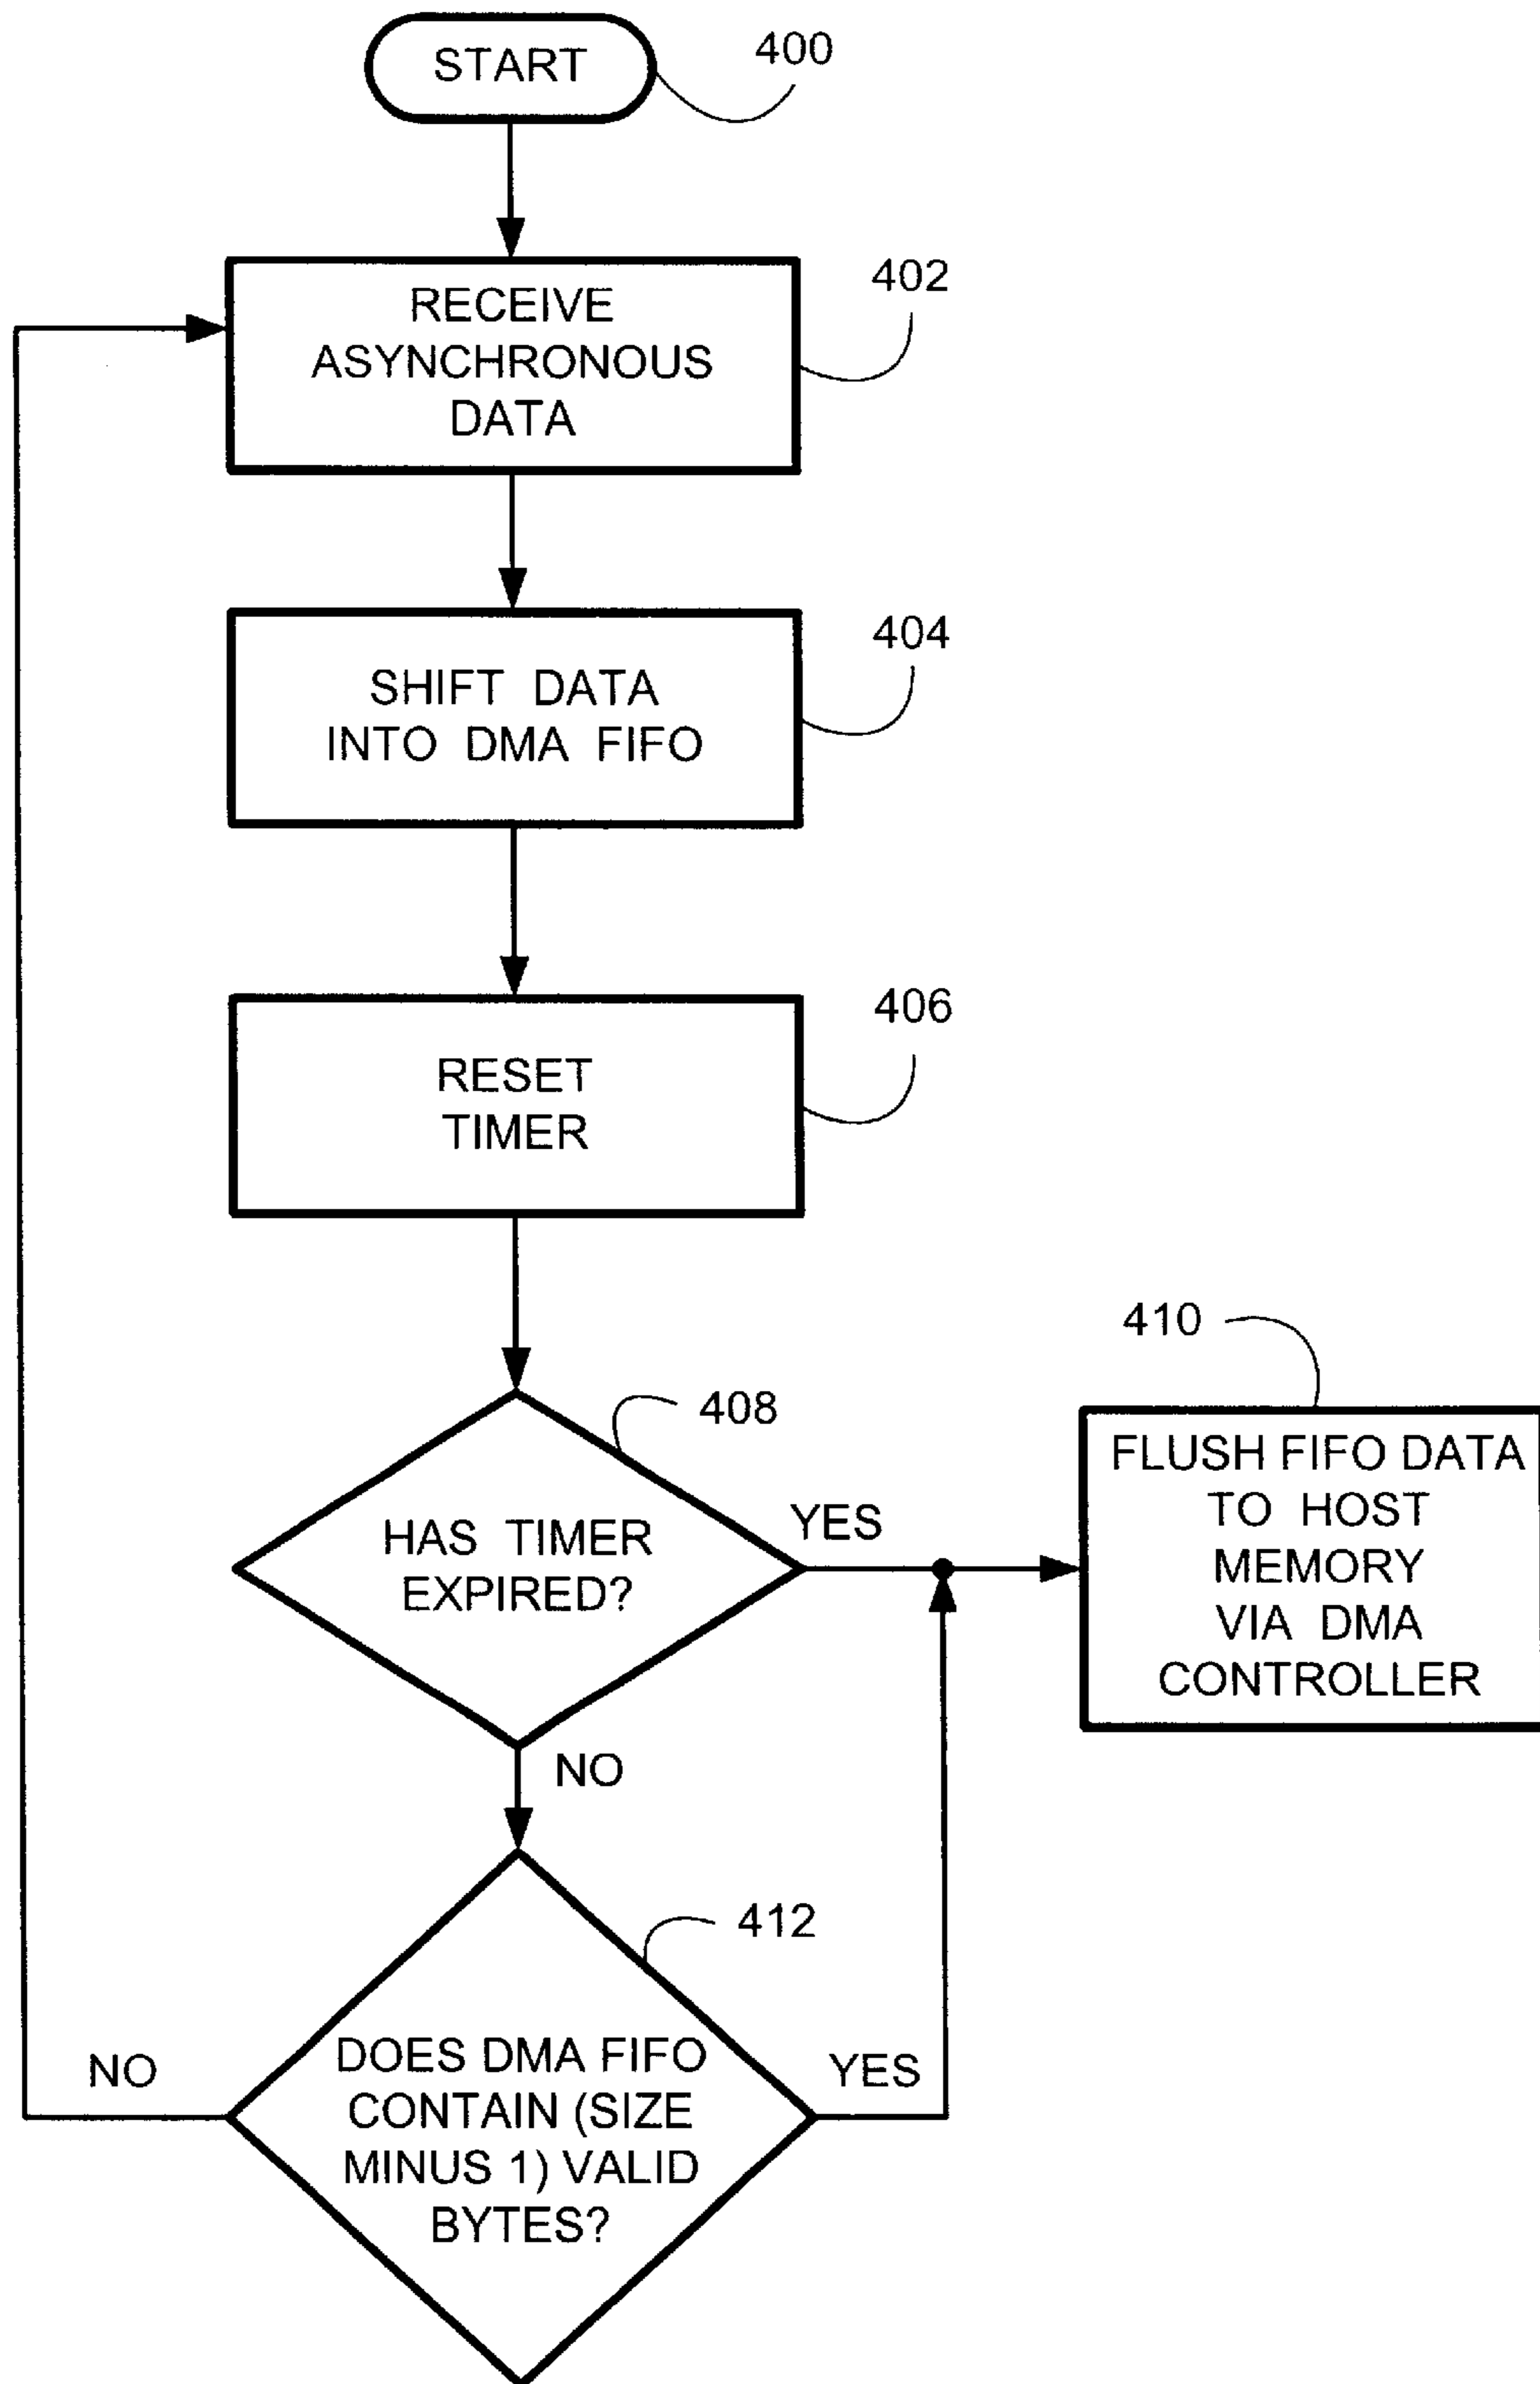 START
400
RECEIVE
ASYNCHRONOUS
DATA
402
SHIFT DATA
INTO DMA FIFO
404
RESET
TIMER
406
HAS TIMER
EXPIRED?
408
YES
NO
410
FLUSH FIFO DATA
TO HOST
MEMORY
VIA DMA
CONTROLLER
DOES DMA FIFO
CONTAIN (SIZE
MINUS 1) VALID
BYTES?
412
NO
YES